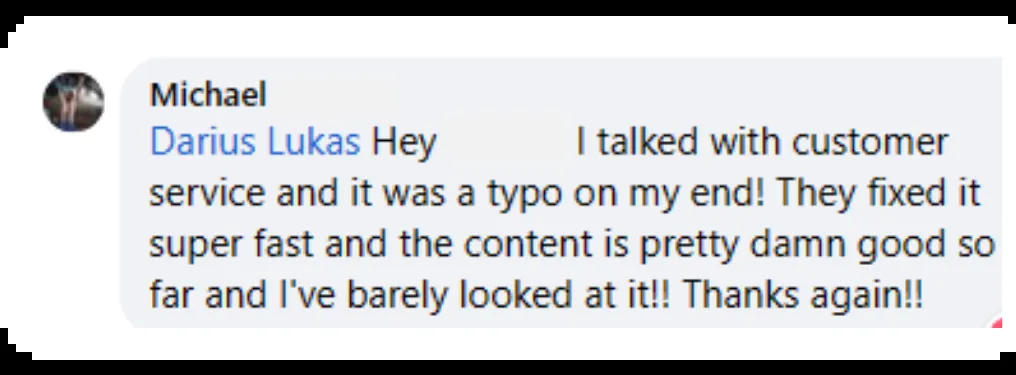 Michael
Darius Lukas Hey I talked with customer
service and it was a typo on my end! They fixed it
super fast and the content is pretty damn good so
far and I've barely looked at it!! Thanks again!!